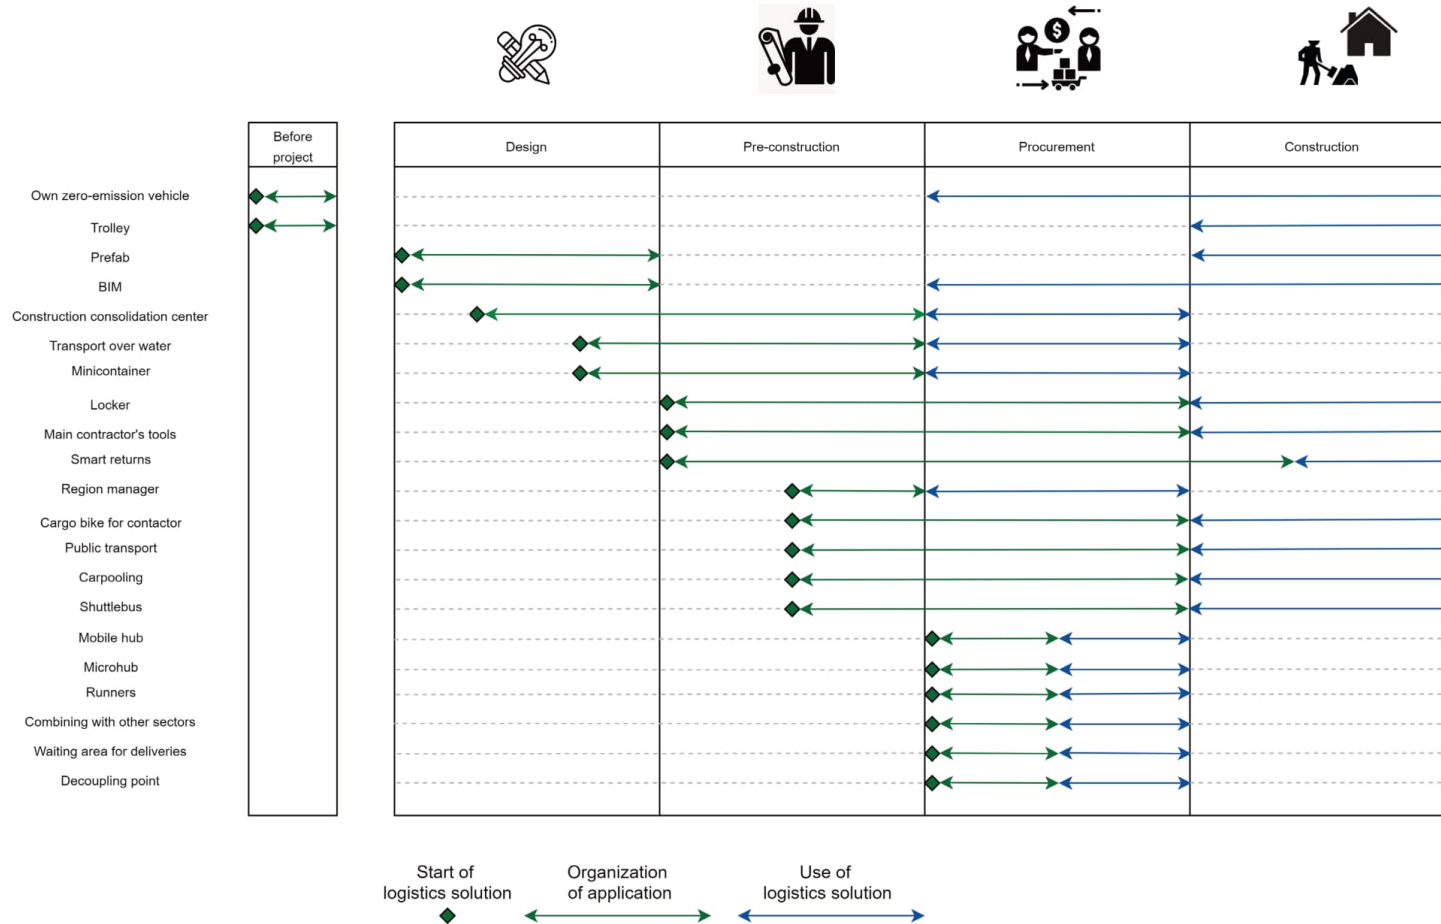 $
Before
project
Design
Pre-construction
Procurement
Construction
Own zero-emission vehicle
Trolley
Prefab
BIM
Construction consolidation center
Transport over water
Minicontainer
Locker
Main contractor's tools
Smart returns
Region manager
Cargo bike for contactor
Public transport
Carpooling
Shuttlebus
Mobile hub
Microhub
Runners
Combining with other sectors
Waiting area for deliveries
Decoupling point
Start of
logistics solution
Organization
of application
Use of
logistics solution